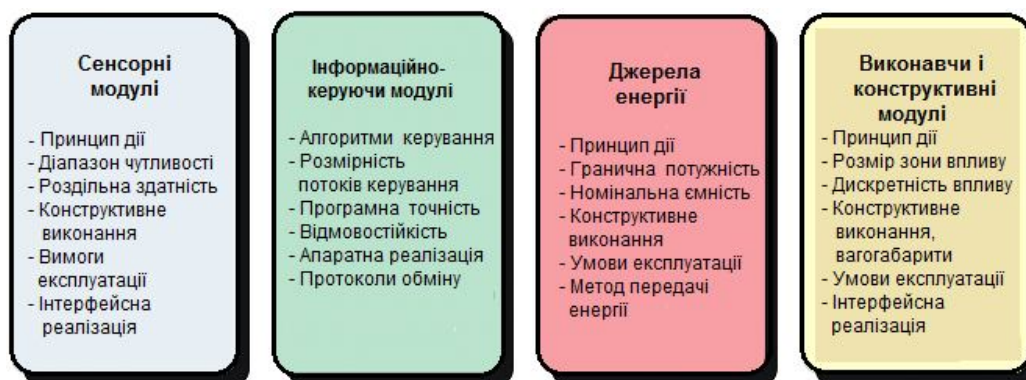 Сенсорні
модулі
- Принцип дії
- Діапазон чутливості
- Роздільна здатність
- Конструктивне
виконання
- Вимоги
експлуатації
- Інтерфейсна
реалізація
Інформаційно-
керуючи модулі
- Алгоритми керування
- Розмірність
потоків керування
- Програмна точність
- Відмовостійкість
- Апаратна реалізація
- Протоколи обміну
Джерела
енергії
- Принцип дії
- Гранична потужність
- Номінальна ємність
- Конструктивне
виконання
- Умови експлуатації
- Метод передачі
енергії
Виконавчи і
конструктивні
модулі
- Принцип дії
- Розмір зони впливу
- Дискретність впливу
- Конструктивне
виконання,
вагогабарити
- Умови експлуатації
- Інтерфейсна
реалізація